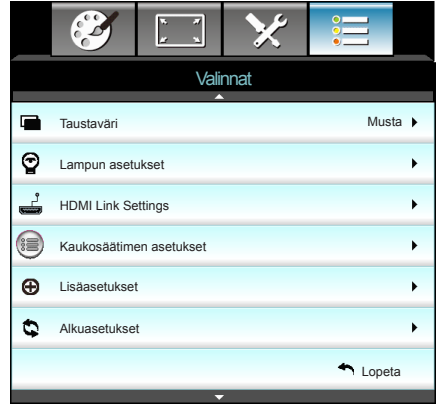 Valinnat
Taustaväri Musta
Lampun asetukset
HDMI Link Settings
Kaukosäätimen asetukset
Lisäasetukset
Alkuasetukset
Lopeta